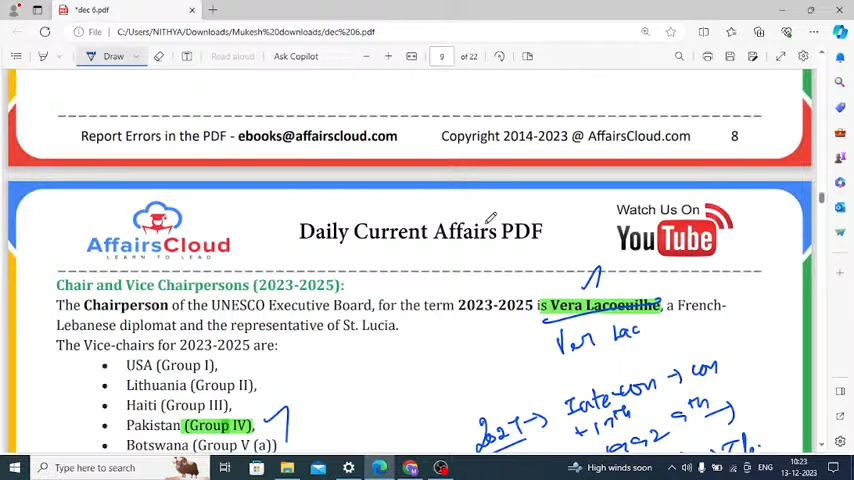 *dec 6.pdf
File
C:/Users/NITHYA/Downloads/Mukesh%20downloads/dec%206.pdf
Draw
Read aloud
Ask Copilot
9
of 22
Report Errors in the PDF - ebooks@affairscloud.com
Copyright 2014-2023 @ AffairsCloud.com
8
AffairsCloud
LEARN TO LEAD
Daily Current Affairs PDF
Watch Us On
YouTube
Chair and Vice Chairpersons (2023-2025):
The Chairperson of the UNESCO Executive Board, for the term 2023-2025 is Vera Lacoeuilhe, a French-
Lebanese diplomat and the representative of St. Lucia.
Ver Lac
The Vice-chairs for 2023-2025 are:
• USA (Group I),
• Lithuania (Group II),
• Haiti (Group III),
• Pakistan (Group IV),
• Botswana (Group V (a))
Type here to search
High winds soon
ENG
10:23
13-12-2023